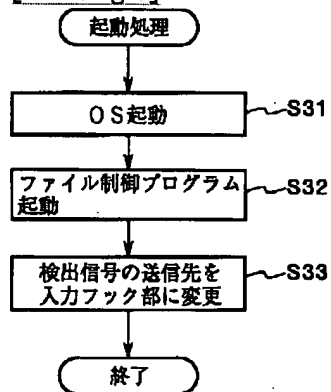 起動処理
OS起動
S31
ファイル制御プログラム
起動
S32
検出信号の送信先を
入力フック部に変更
S33
終了